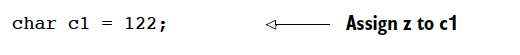 char c1 = 122; Assign z to c1